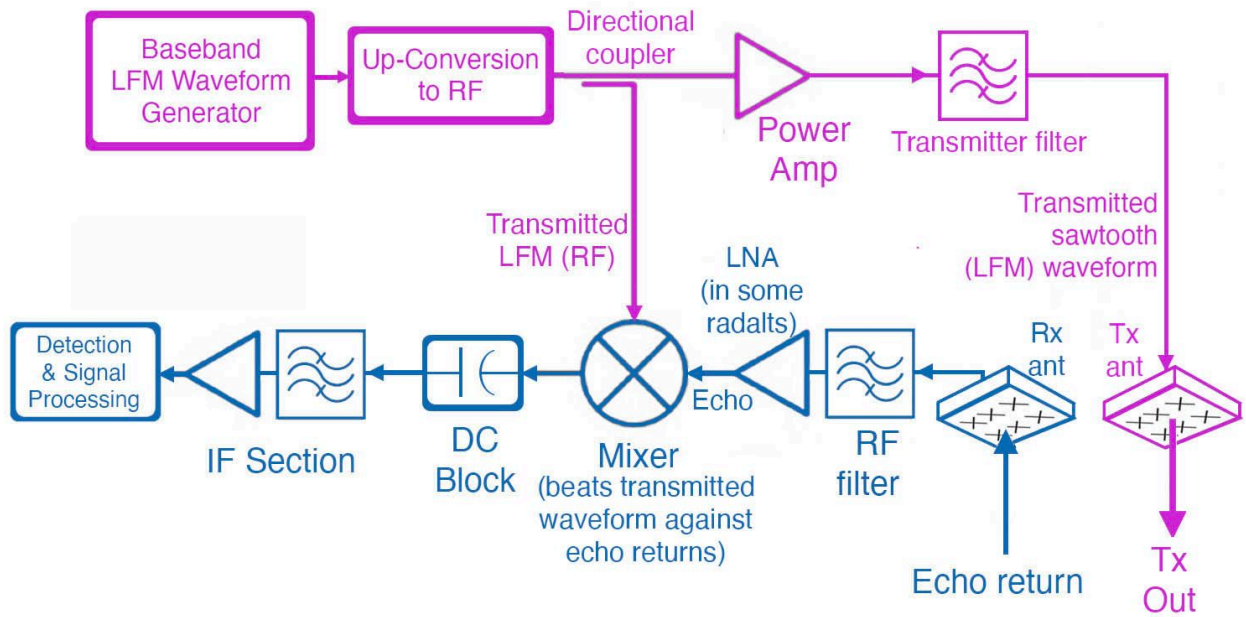 Baseband
LFM Waveform
Generator
Up-Conversion
to RF
Directional
coupler
Power
Amp
Transmitter filter
Transmitted
LFM (RF)
Transmitted
sawtooth
(LFM) waveform
LNA
(in some
radalts)
Rx
ant
Tx
ant
Detection
& Signal
Processing
IF Section
DC
Block
Mixer
(beats transmitted
waveform against
echo returns)
Echo
RF
filter
Echo return
Tx
Out